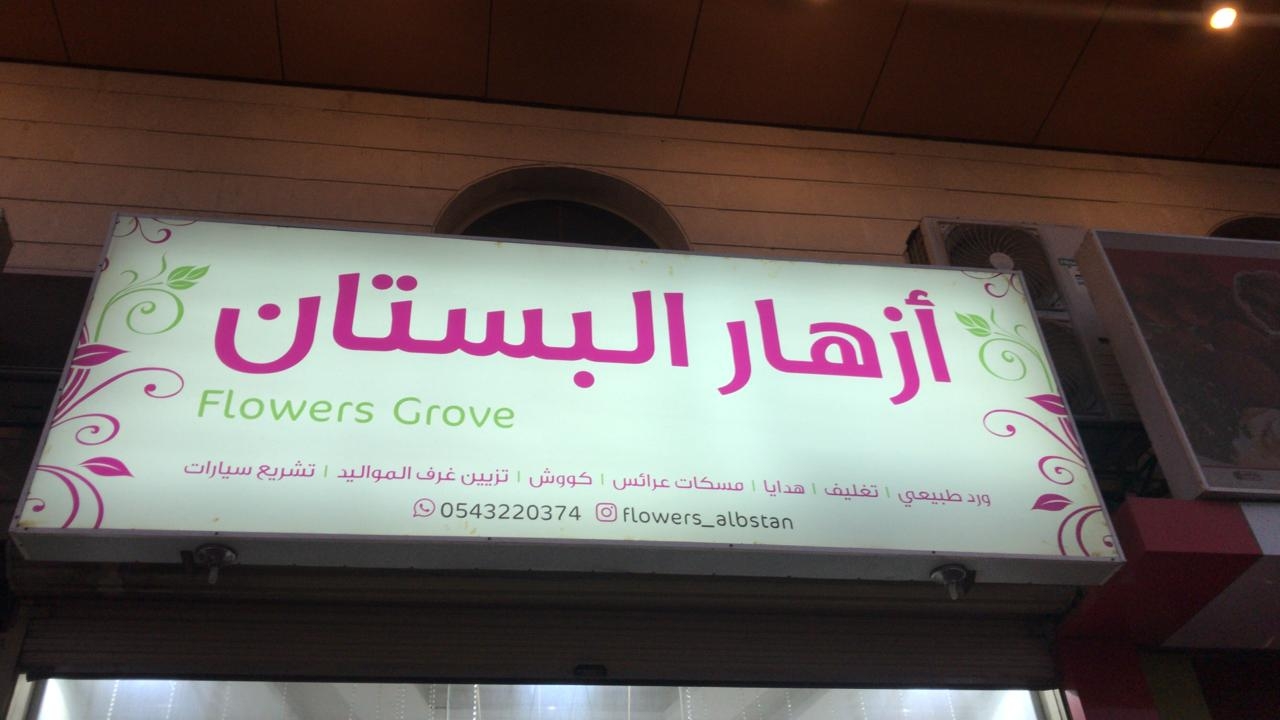 أزهار البستان
Flowers Grove
ورد طبيعي | تغليف | هدايا | مسكات عرائس | كووش | تزيين غرف المواليد | تشريع سيارات
0543220374 flowers_albstan